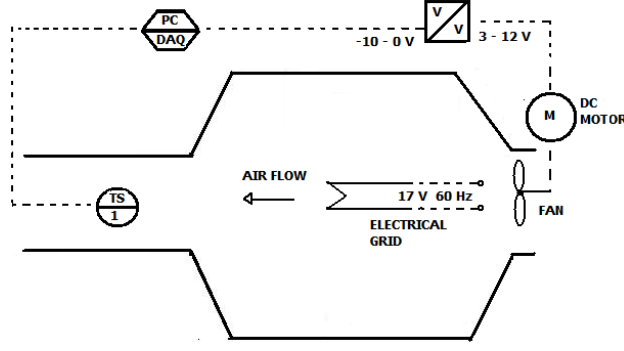 PC
DAQ
-10 - 0 V
V
V
3 - 12 V
M
DC
MOTOR
AIR FLOW
17 V 60 Hz
TS
1
ELECTRICAL
GRID
FAN